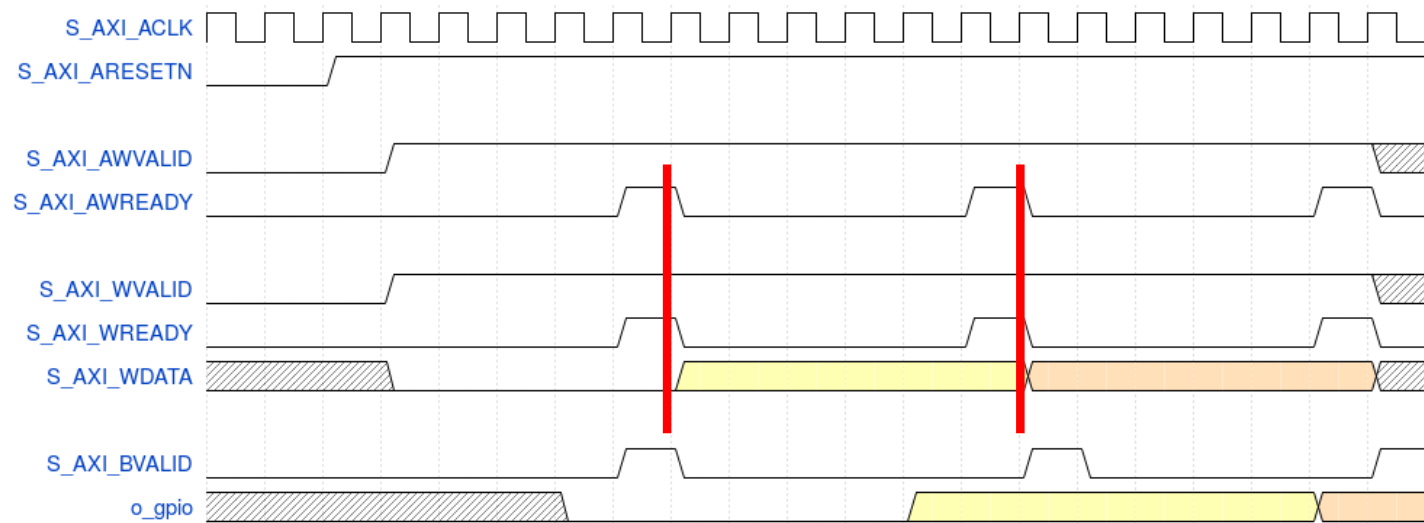 S_AXI_ACLK
S_AXI_ARESETN
S_AXI_AWVALID
S_AXI_AWREADY
S_AXI_WVALID
S_AXI_WREADY
S_AXI_WDATA
S_AXI_BVALID
o_gpio